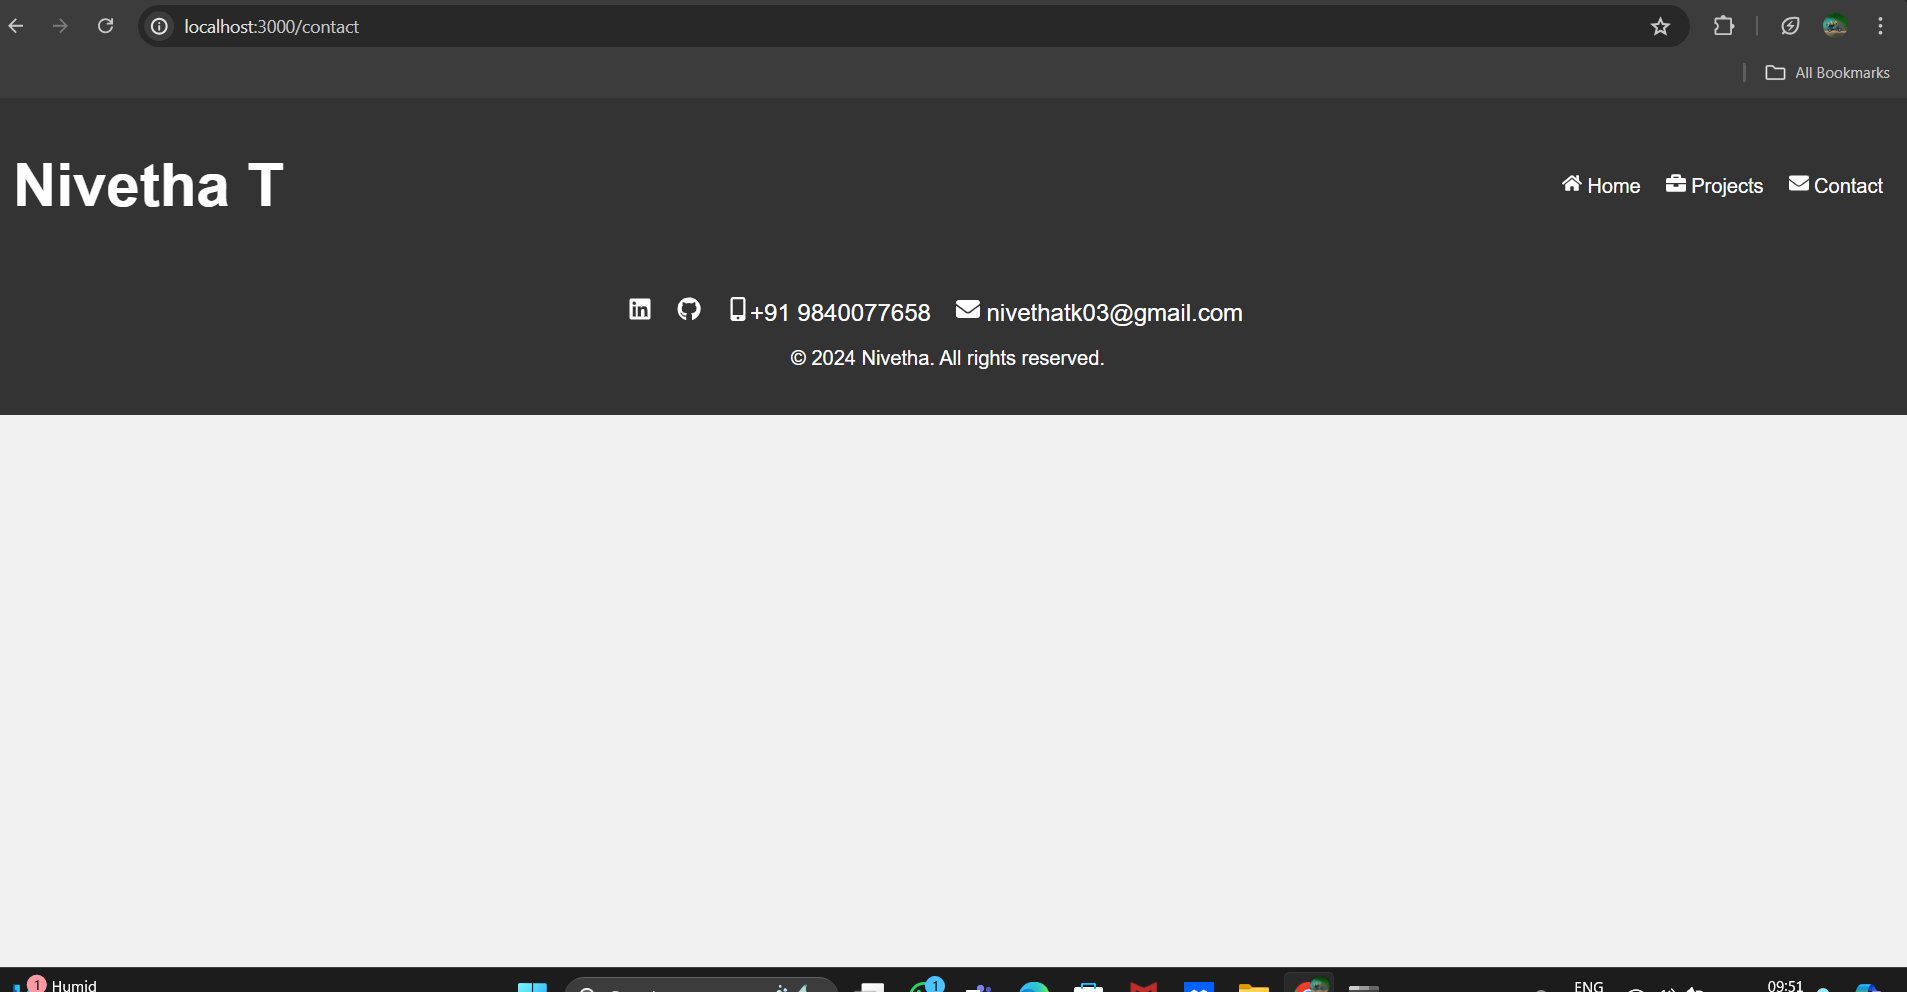 localhost:3000/contact
All Bookmarks
Nivetha T
Home Projects Contact
+91 9840077658 nivethatk03@gmail.com
© 2024 Nivetha. All rights reserved.
1 Humid
1
ENG
09:51